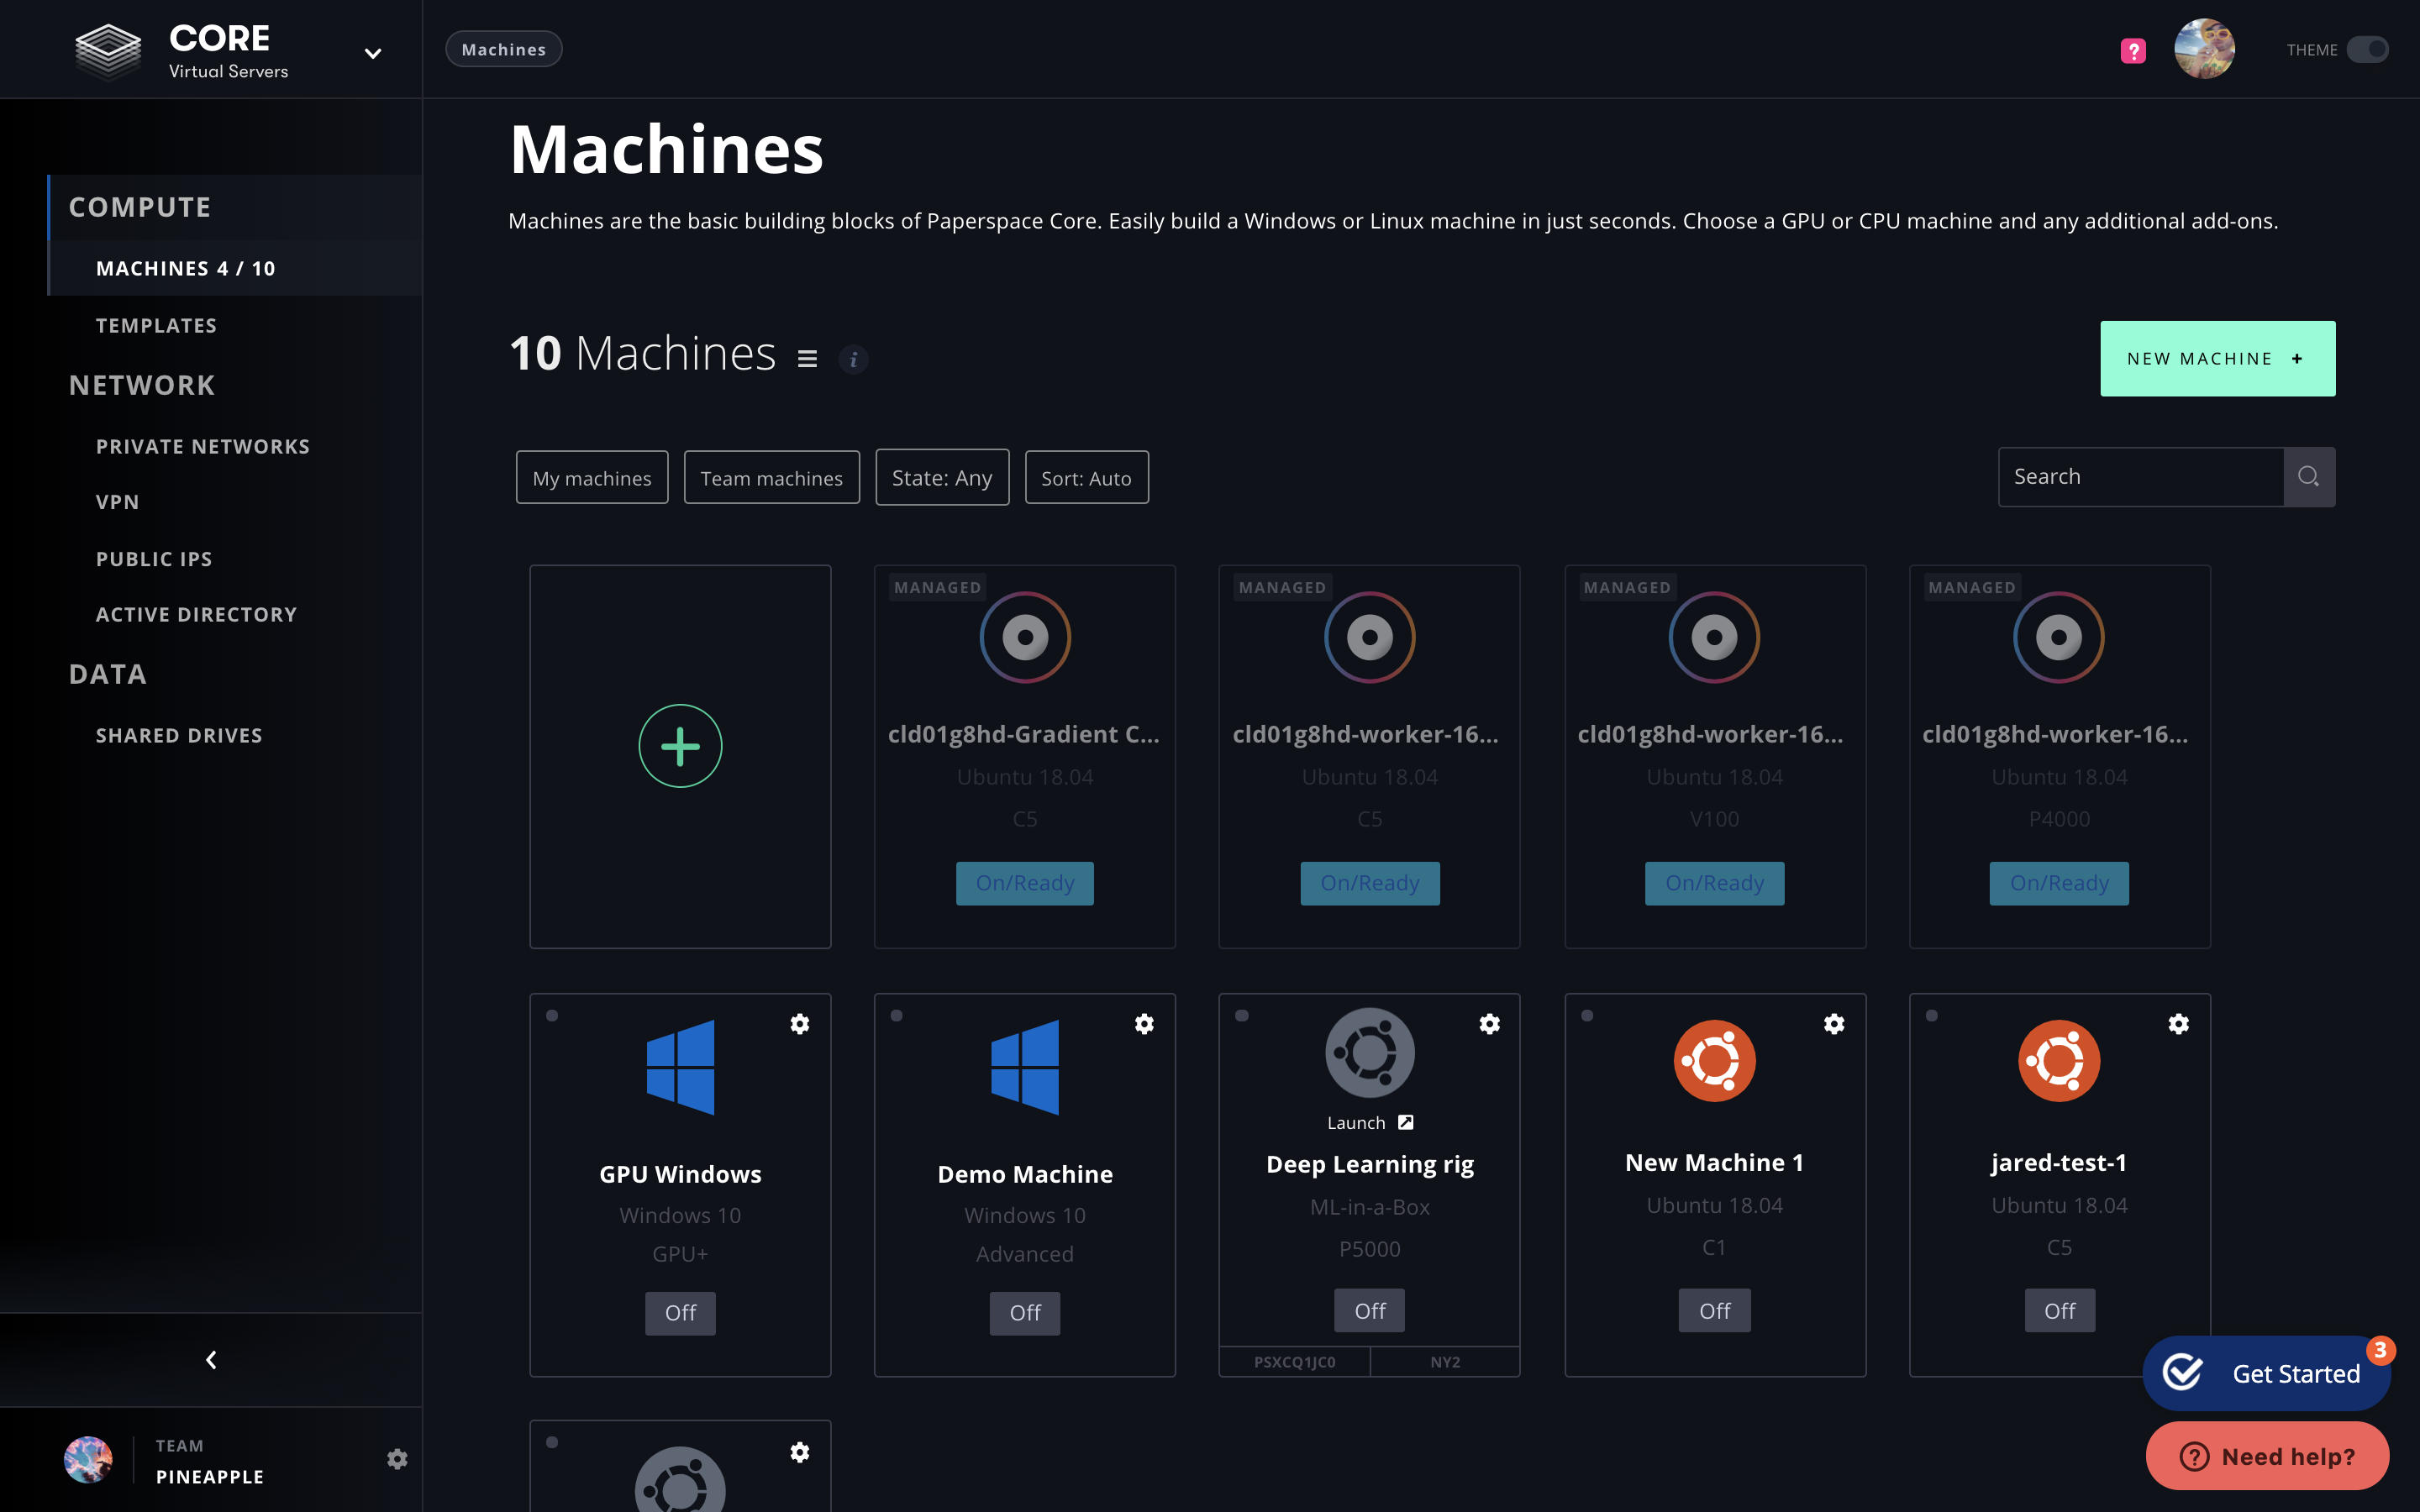 CORE
Virtual Servers
Machines
?
THEME
COMPUTE
MACHINES 4 / 10
TEMPLATES
NETWORK
PRIVATE NETWORKS
VPN
PUBLIC IPS
ACTIVE DIRECTORY
DATA
SHARED DRIVES
TEAM
PINEAPPLE
Machines
Machines are the basic building blocks of Paperspace Core. Easily build a Windows or Linux machine in just seconds. Choose a GPU or CPU machine and any additional add-ons.
10 Machines i
NEW MACHINE +
My machines
Team machines
State: Any
Sort: Auto
Search
MANAGED
cld01g8hd-Gradient C...
Ubuntu 18.04
C5
On/Ready
MANAGED
cld01g8hd-worker-16...
Ubuntu 18.04
C5
On/Ready
MANAGED
cld01g8hd-worker-16...
Ubuntu 18.04
V100
On/Ready
MANAGED
cld01g8hd-worker-16...
Ubuntu 18.04
P4000
On/Ready
GPU Windows
Windows 10
GPU+
Off
Demo Machine
Windows 10
Advanced
Off
Launch
Deep Learning rig
ML-in-a-Box
P5000
Off
PSXCQ1JC0
NY2
New Machine 1
Ubuntu 18.04
C1
Off
jared-test-1
Ubuntu 18.04
C5
Off
Get Started
3
? Need help?